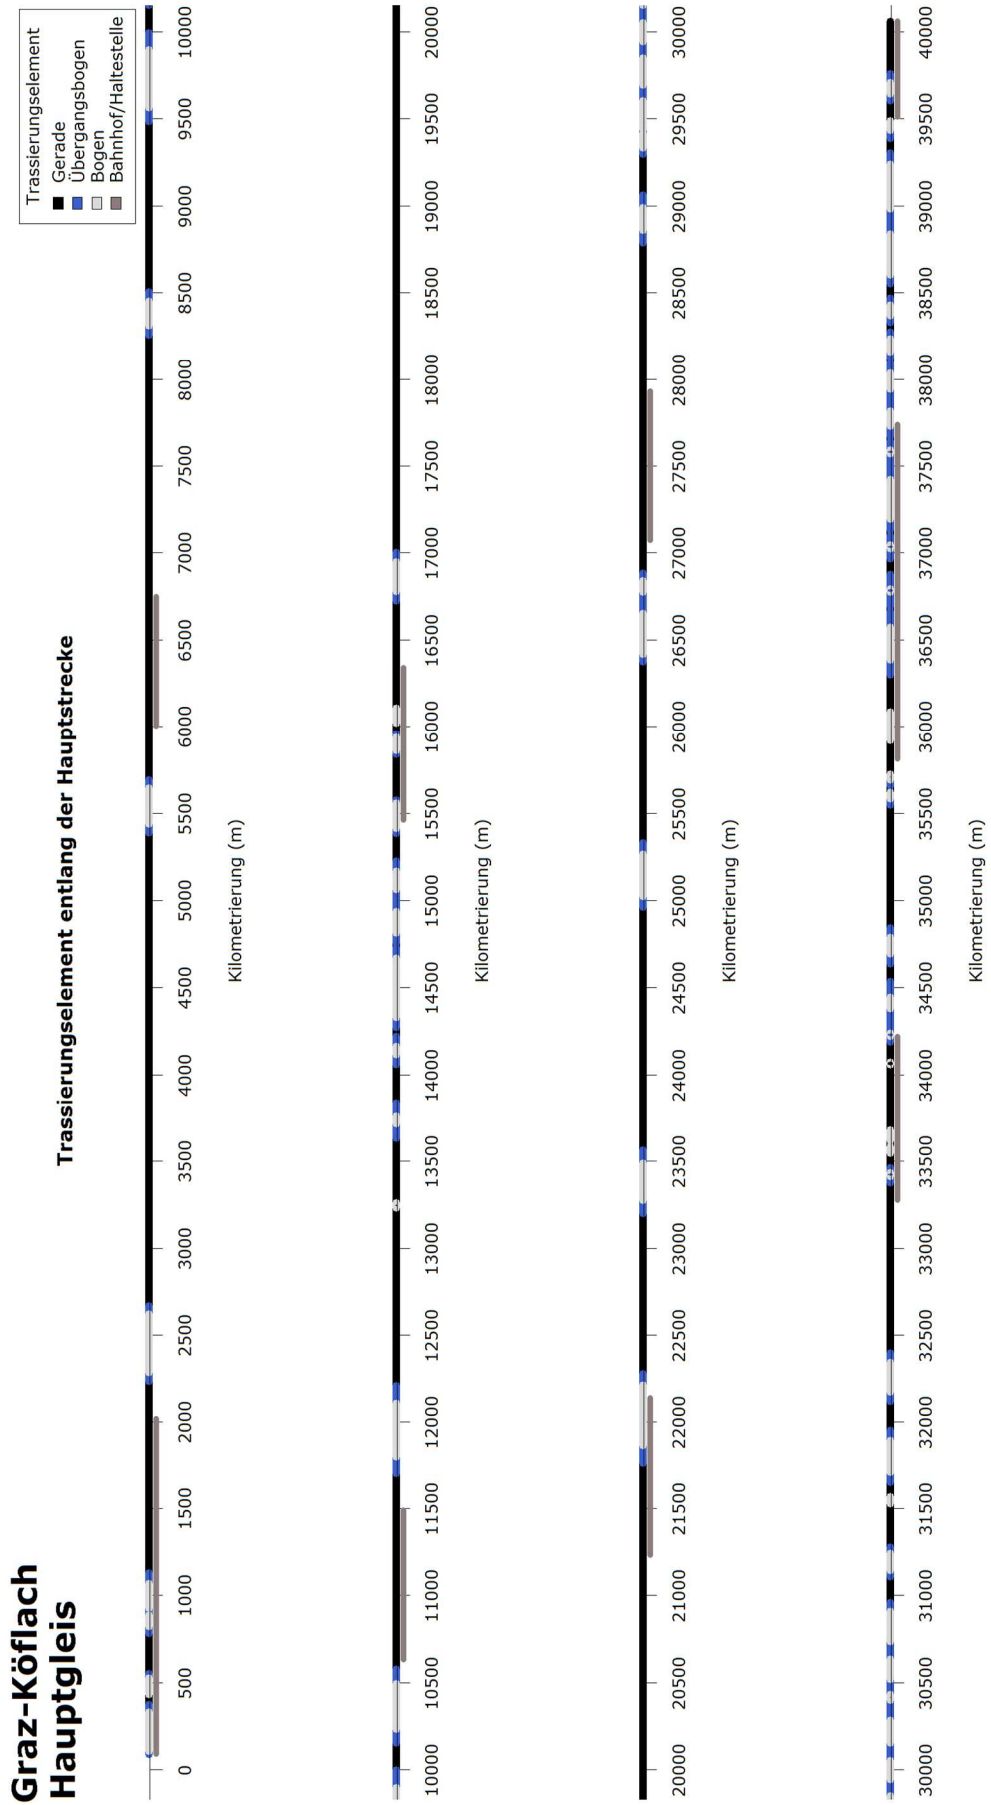 Graz-Köflach
Hauptgleis
Trassierungselement entlang der Hauptstrecke
Trassierungselement
Gerade
Übergangsbogen
Bogen
Bahnhof/Haltestelle
0 500 1000 1500 2000 2500 3000 3500 4000 4500 5000 5500 6000 6500 7000 7500 8000 8500 9000 9500 10000
Kilometrierung (m)
10000 10500 11000 11500 12000 12500 13000 13500 14000 14500 15000 15500 16000 16500 17000 17500 18000 18500 19000 19500 20000
Kilometrierung (m)
20000 20500 21000 21500 22000 22500 23000 23500 24000 24500 25000 25500 26000 26500 27000 27500 28000 28500 29000 29500 30000
Kilometrierung (m)
30000 30500 31000 31500 32000 32500 33000 33500 34000 34500 35000 35500 36000 36500 37000 37500 38000 38500 39000 39500 40000
Kilometrierung (m)